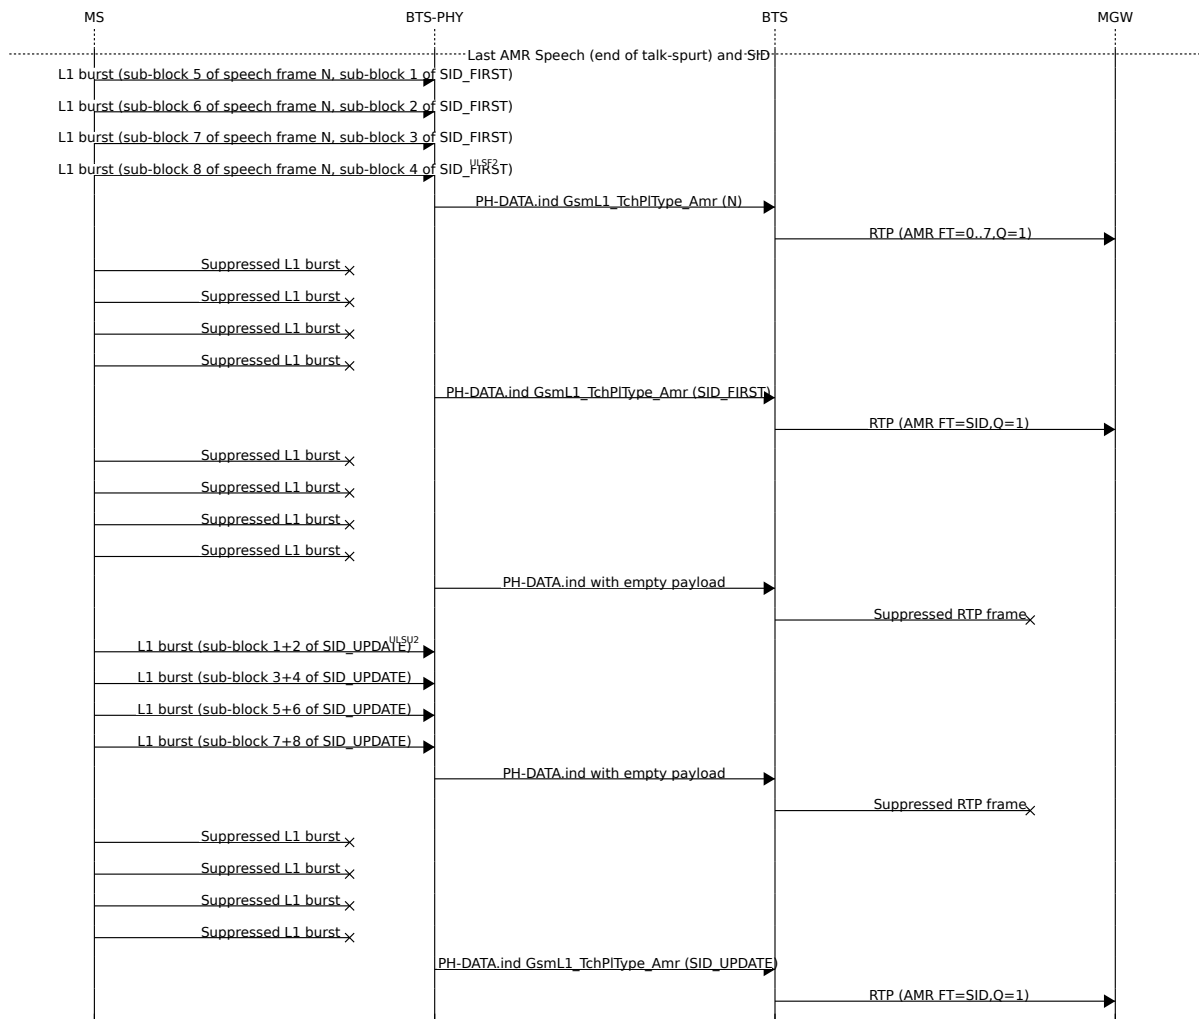 MS BTS-PHY BTS MGW
Last AMR Speech (end of talk-spurt) and SID
L1 burst (sub-block 5 of speech frame N, sub-block 1 of SID_FIRST)
L1 burst (sub-block 6 of speech frame N, sub-block 2 of SID_FIRST)
L1 burst (sub-block 7 of speech frame N, sub-block 3 of SID_FIRST)
L1 burst (sub-block 8 of speech frame N, sub-block 4 of SID_FIRST) ULSF2
PH-DATA.ind GsmL1_TchPlType_Amr (N)
RTP (AMR FT=0..7,Q=1)
Suppressed L1 burst
Suppressed L1 burst
Suppressed L1 burst
Suppressed L1 burst
PH-DATA.ind GsmL1_TchPlType_Amr (SID_FIRST)
RTP (AMR FT=SID,Q=1)
Suppressed L1 burst
Suppressed L1 burst
Suppressed L1 burst
Suppressed L1 burst
PH-DATA.ind with empty payload
Suppressed RTP frame
L1 burst (sub-block 1+2 of SID_UPDATE) ULSU2
L1 burst (sub-block 3+4 of SID_UPDATE)
L1 burst (sub-block 5+6 of SID_UPDATE)
L1 burst (sub-block 7+8 of SID_UPDATE)
PH-DATA.ind with empty payload
Suppressed RTP frame
Suppressed L1 burst
Suppressed L1 burst
Suppressed L1 burst
Suppressed L1 burst
PH-DATA.ind GsmL1_TchPlType_Amr (SID_UPDATE)
RTP (AMR FT=SID,Q=1)